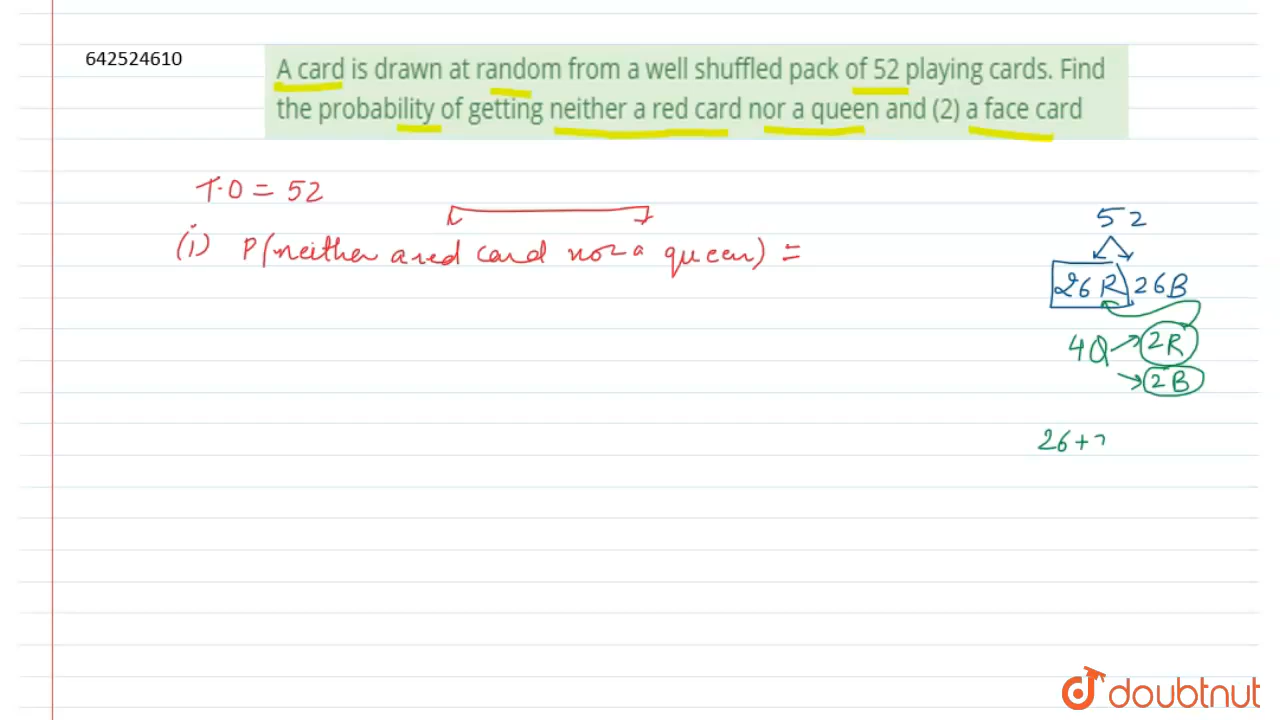 642524610
A card is drawn at random from a well shuffled pack of 52 playing cards. Find
the probability of getting neither a red card nor a queen and (2) a face card
T.O = 52
(i) P(neither a red card nor a queen) =
52
26 R 26B
4Q → 2R
→ 2B
26+
doubtnut